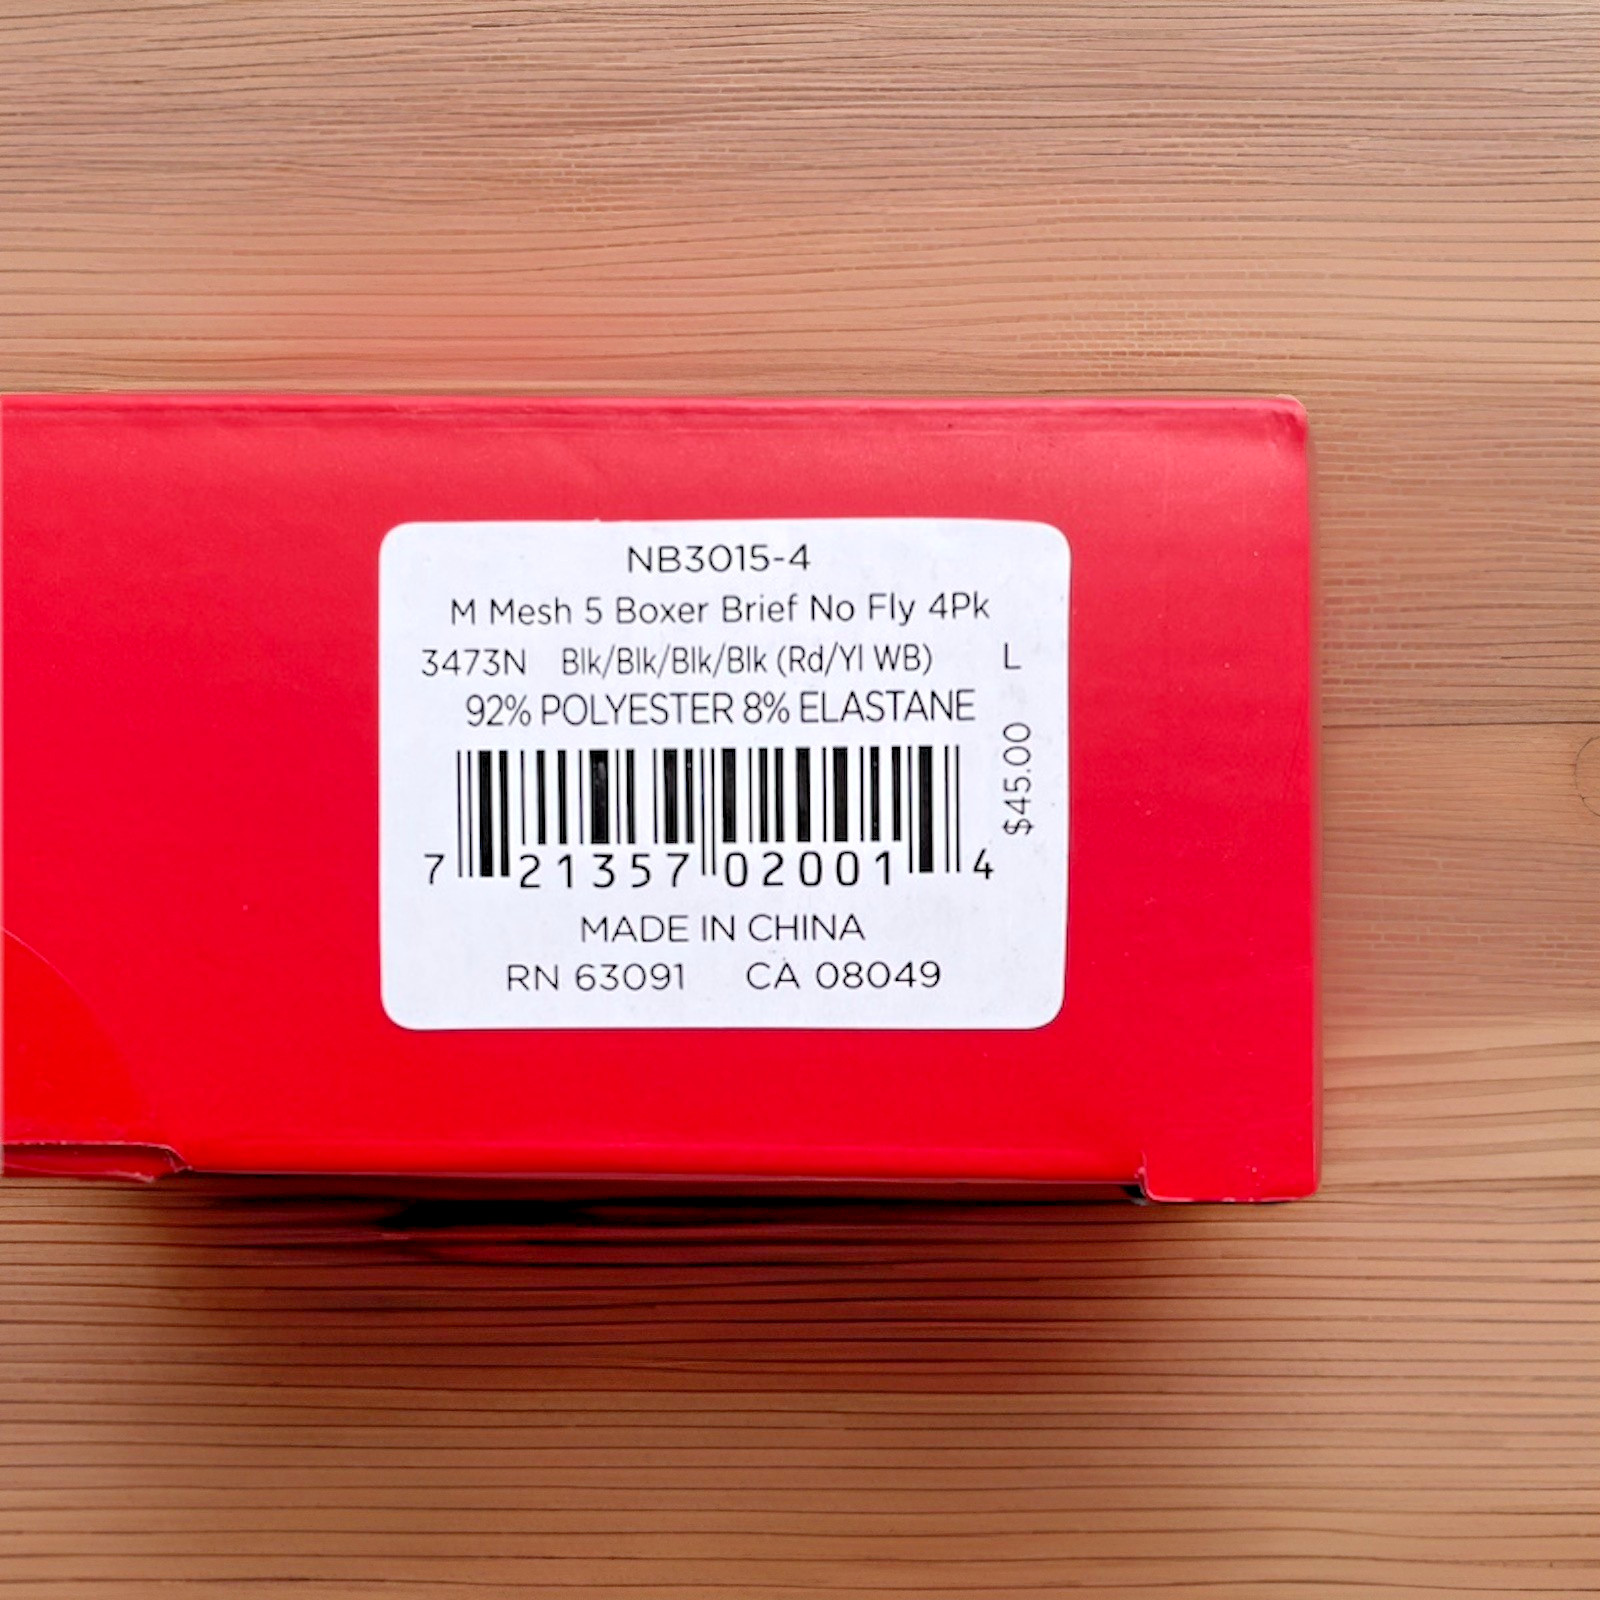 NB3015-4
M Mesh 5 Boxer Brief No Fly 4Pk
3473N Blk/Blk/Blk/Blk (Rd/Yl WB) L
92% POLYESTER 8% ELASTANE
$45.00
7 21357 02001 4
MADE IN CHINA
RN 63091 CA 08049